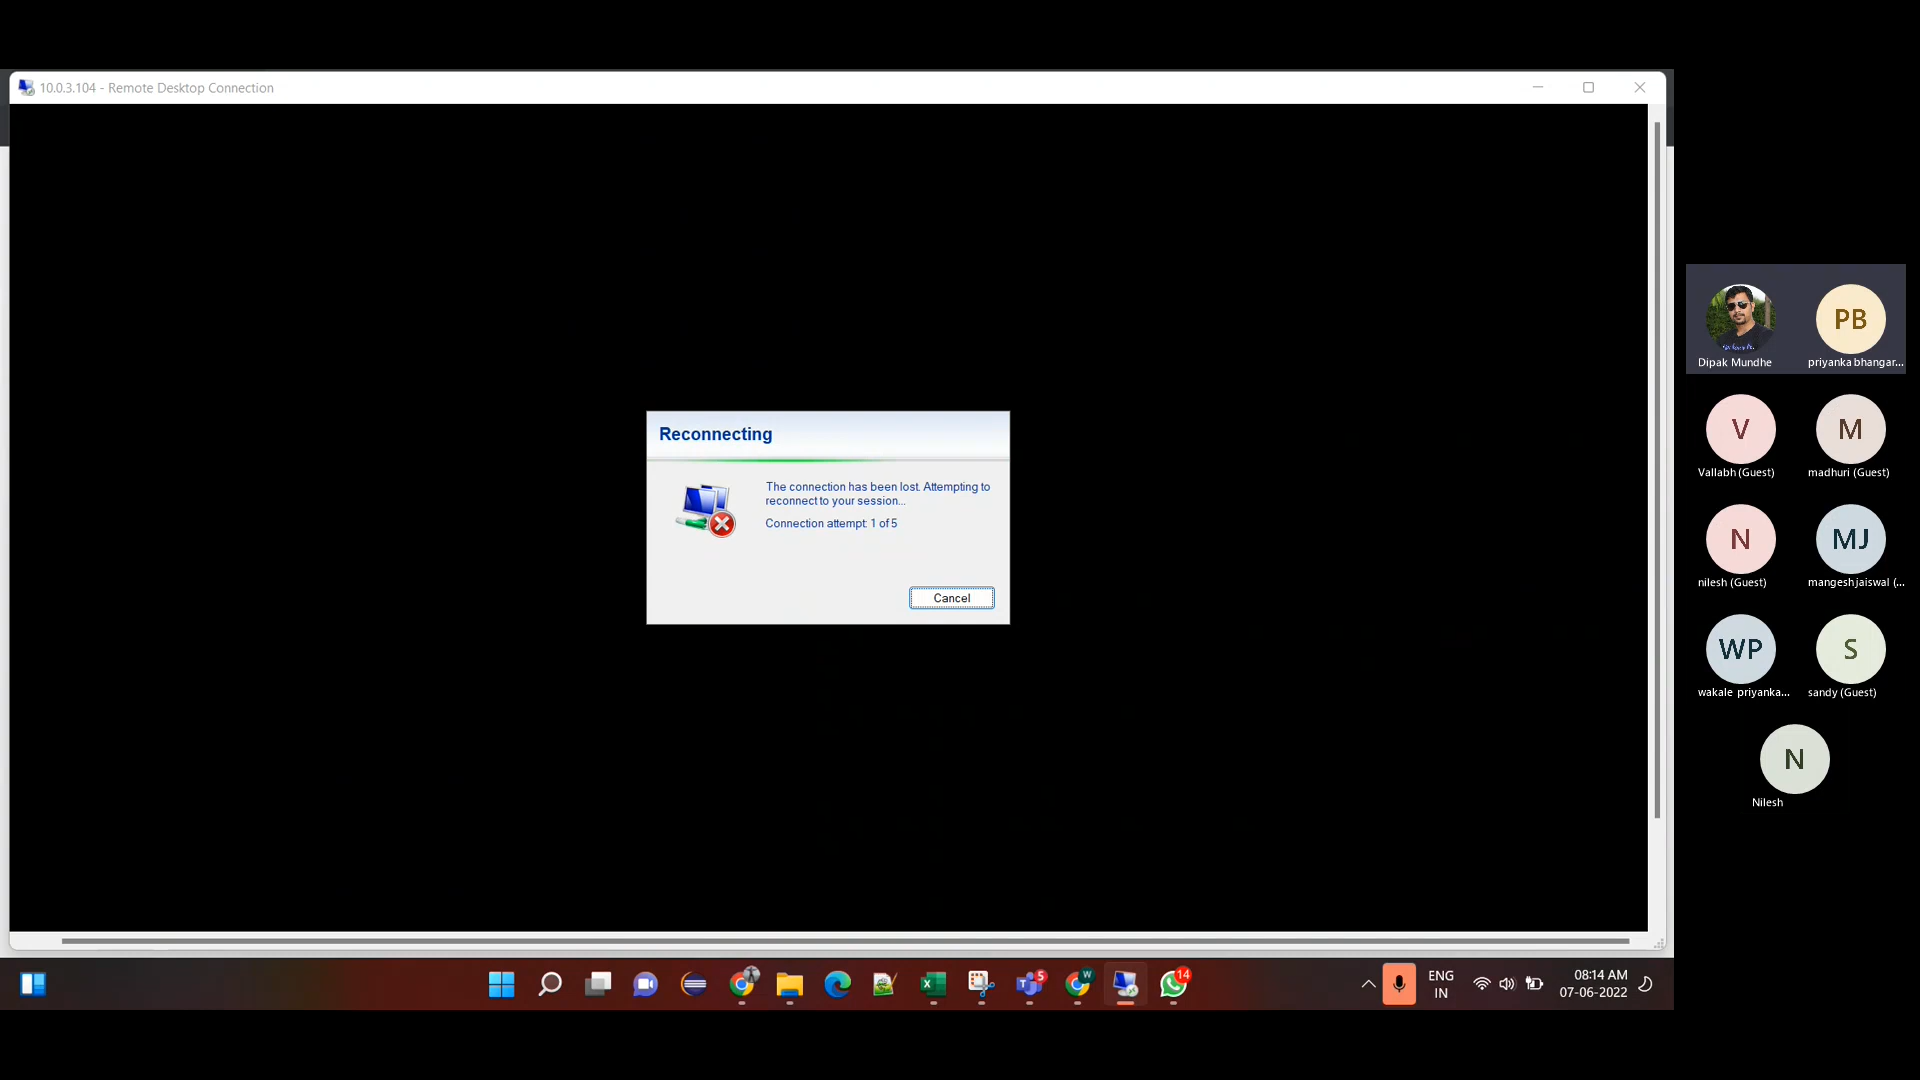 10.0.3.104 - Remote Desktop Connection
Reconnecting
The connection has been lost. Attempting to
reconnect to your session...
Connection attempt: 1 of 5
Cancel
PB
Dipak Mundhe
priyanka bhangar...
V
M
Vallabh (Guest)
madhuri (Guest)
N
MJ
nilesh (Guest)
mangesh jaiswal (...
WP
S
wakale priyanka...
sandy (Guest)
N
Nilesh
5
W
14
ENG
IN
08:14 AM
07-06-2022